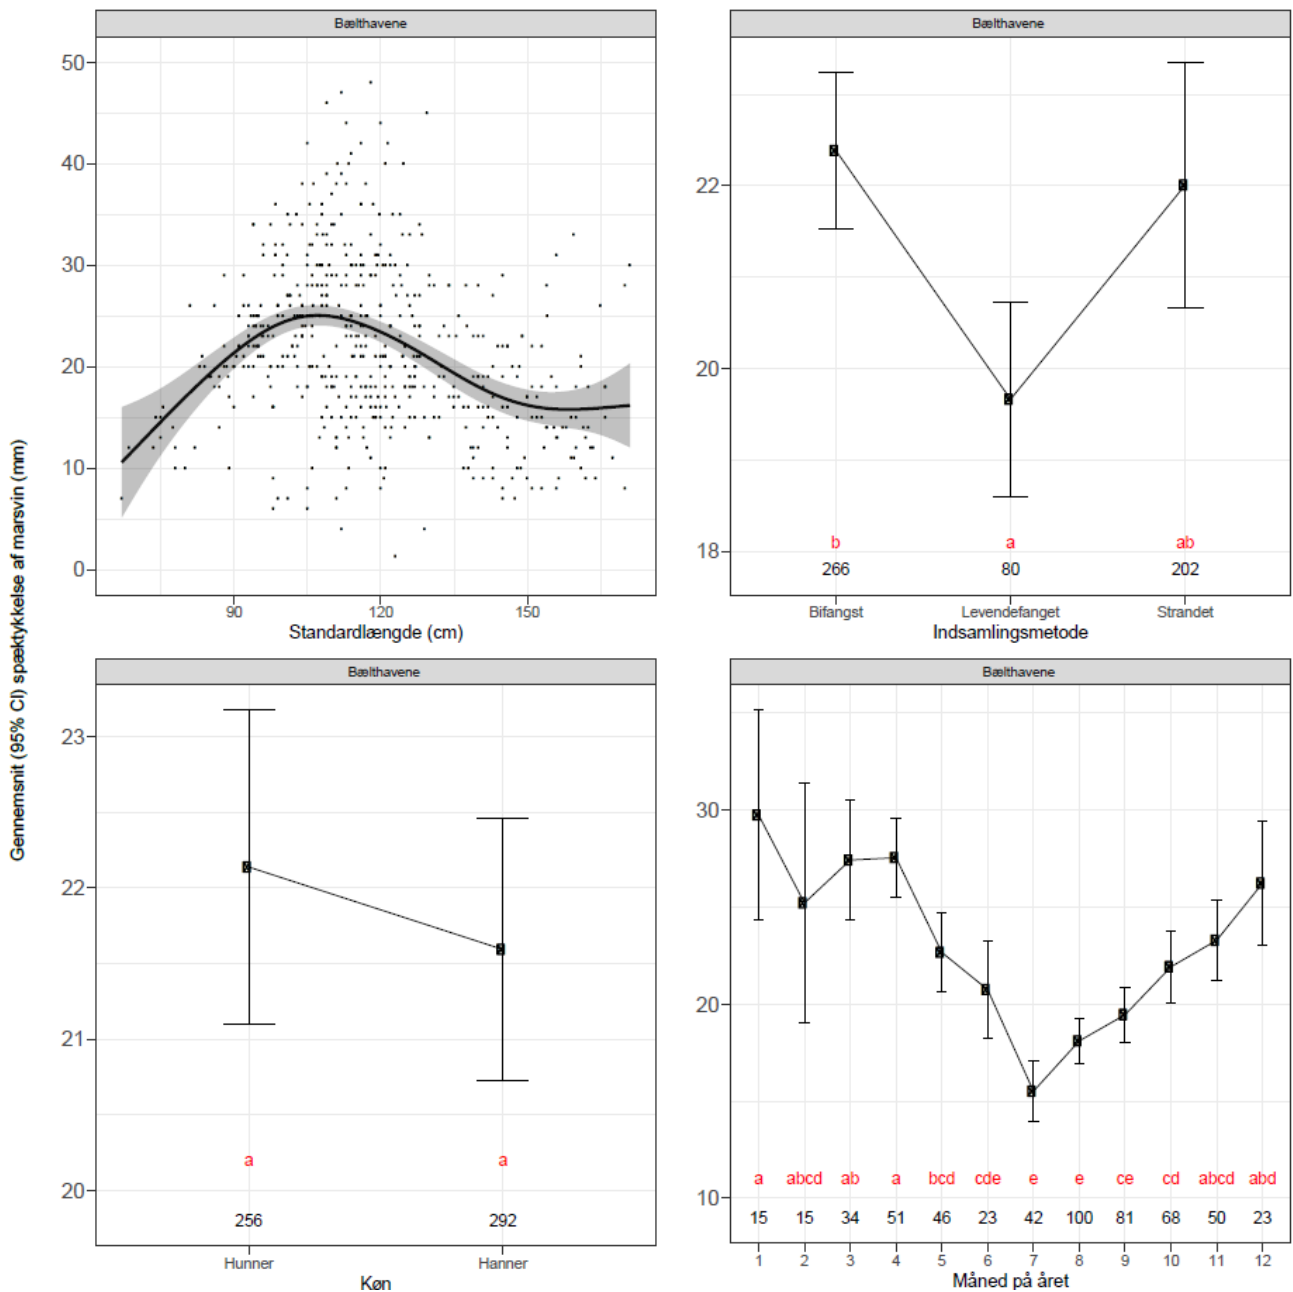 Gennemsnit (95% CI) spæktykkelse af marsvin (mm)
Bælthavene
50
40
30
20
10
0
90 120 150
Standardlængde (cm)
Bælthavene
22
20
18
b a ab
266 80 202
Bifangst Levendefanget Strandet
Indsamlingsmetode
Bælthavene
23
22
21
20
a a
256 292
Hunner Hanner
Køn
Bælthavene
30
20
10
a abcd ab a bcd cde e e ce cd abcd abd
15 15 34 51 46 23 42 100 81 68 50 23
1 2 3 4 5 6 7 8 9 10 11 12
Måned på året